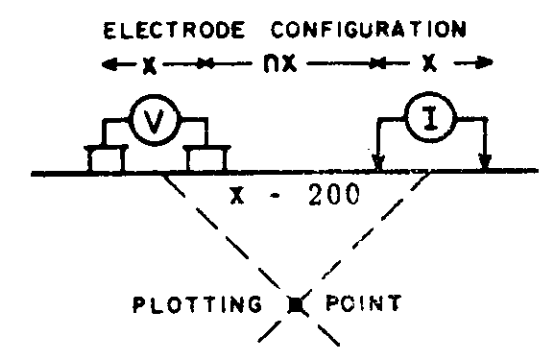 ELECTRODE CONFIGURATION
X nX X
V I
X - 200
PLOTTING POINT